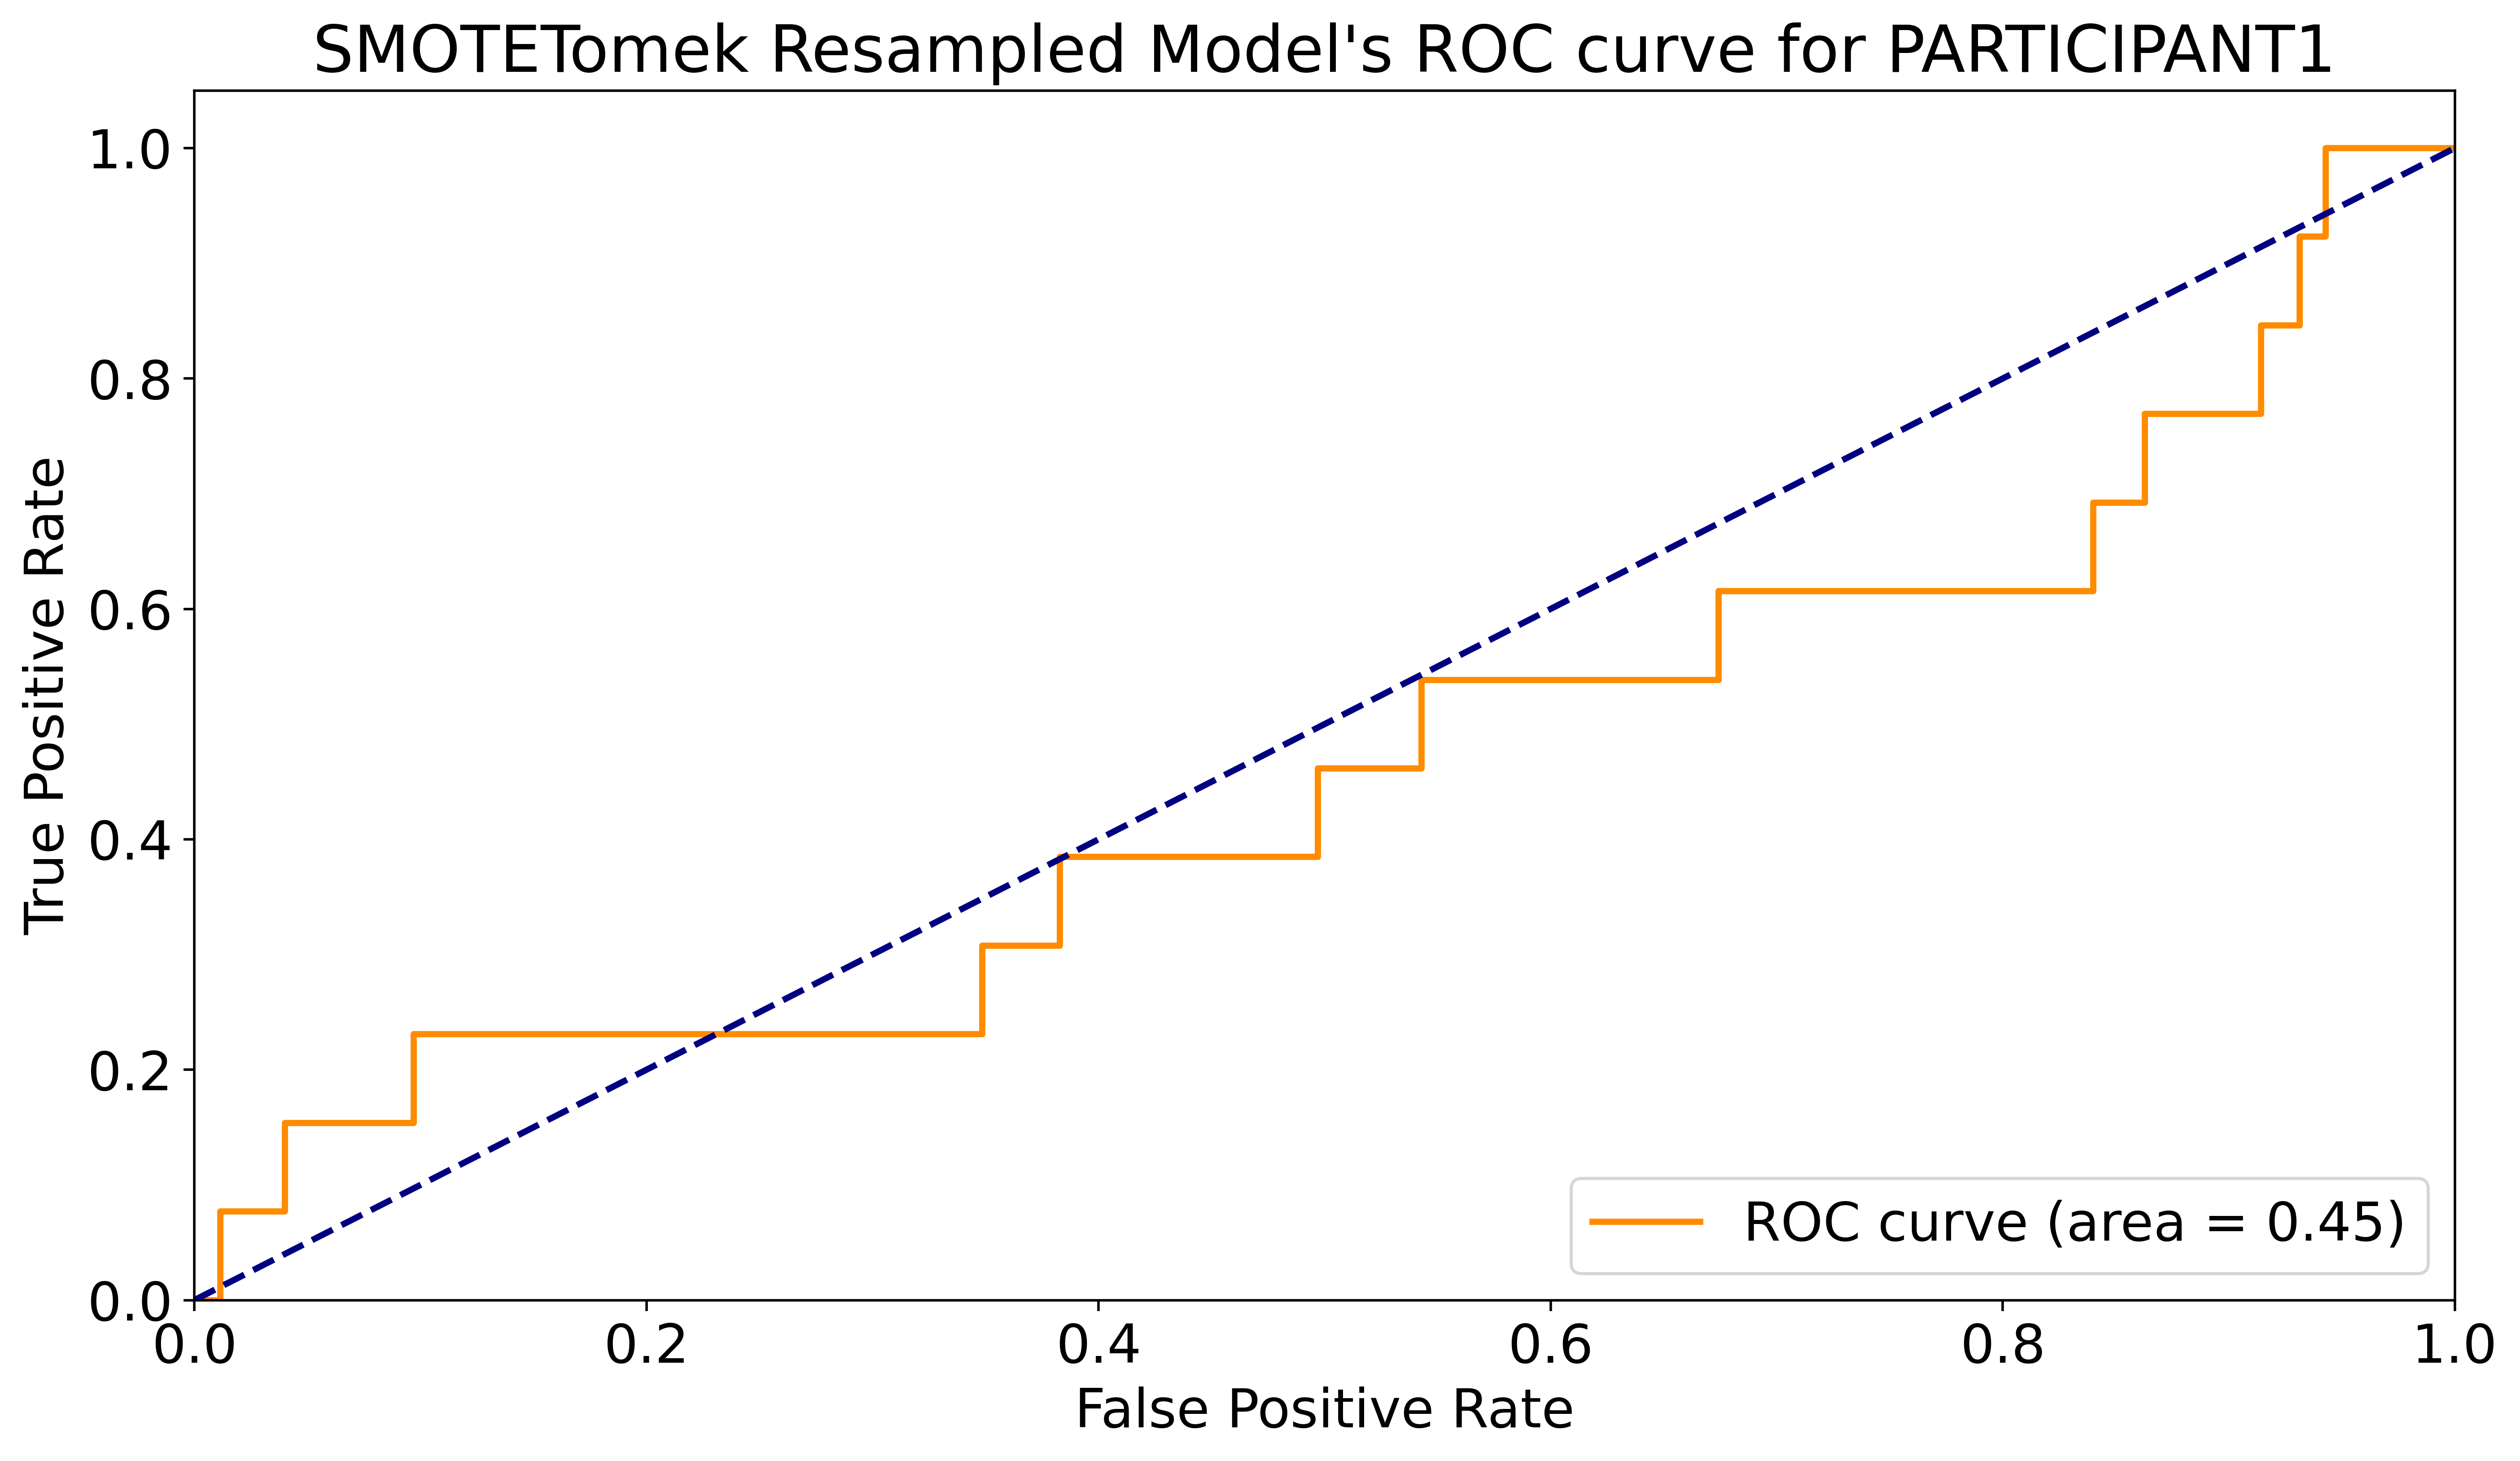 SMOTETomek Resampled Model's ROC curve for PARTICIPANT1
1.0
0.8
0.6
0.4
0.2
0.0
True Positive Rate
ROC curve (area = 0.45)
0.0 0.2 0.4 0.6 0.8 1.0
False Positive Rate